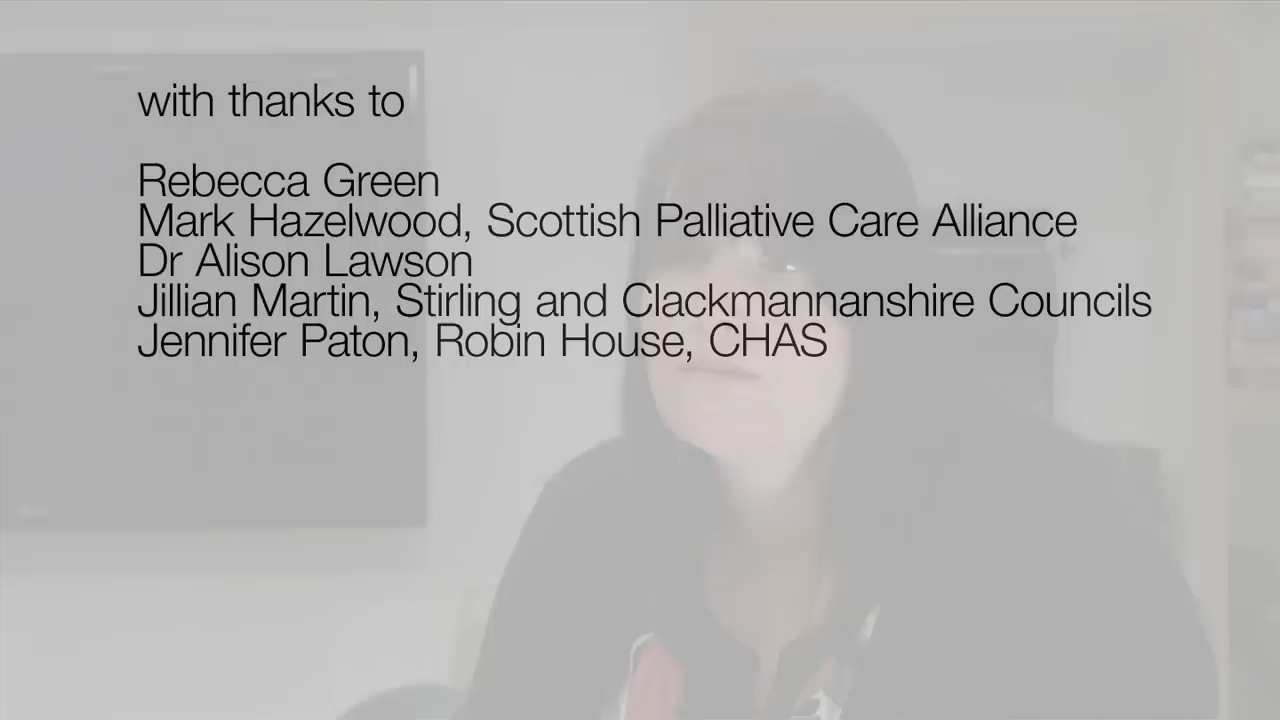 with thanks to
Rebecca Green
Mark Hazelwood, Scottish Palliative Care Alliance
Dr Alison Lawson
Jillian Martin, Stirling and Clackmannanshire Councils
Jennifer Paton, Robin House, CHAS